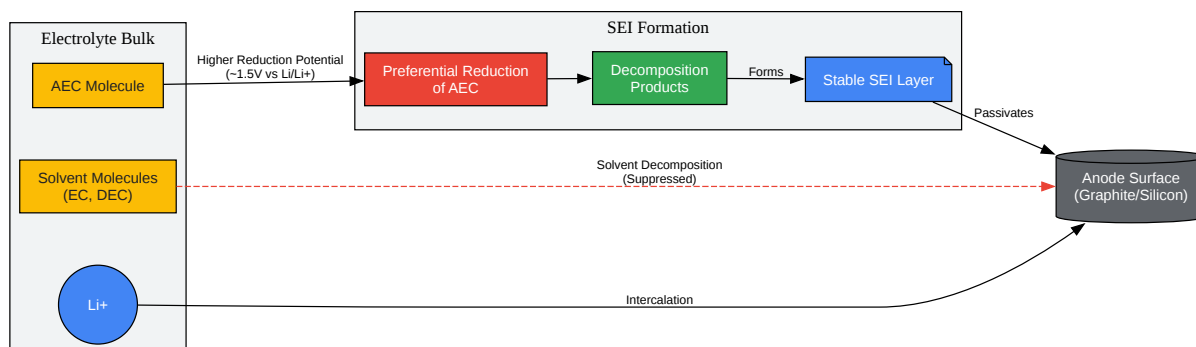 Electrolyte Bulk
AEC Molecule
Solvent Molecules
(EC, DEC)
Li+
Higher Reduction Potential
(~1.5V vs Li/Li+)
SEI Formation
Preferential Reduction
of AEC
Decomposition
Products
Forms
Stable SEI Layer
Passivates
Solvent Decomposition
(Suppressed)
Anode Surface
(Graphite/Silicon)
Intercalation